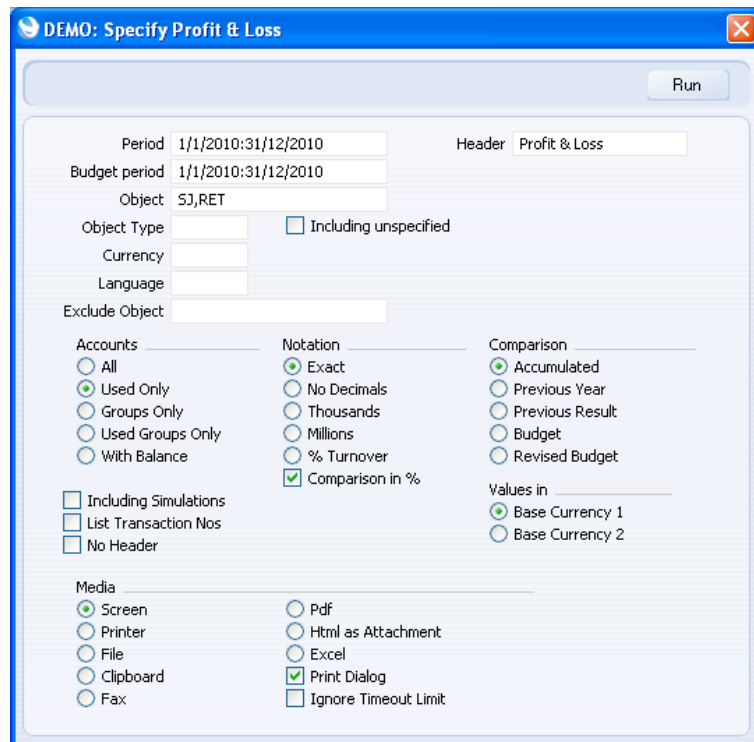 DEMO: Specify Profit & Loss
Run
Period 1/1/2010:31/12/2010 Header Profit & Loss
Budget period 1/1/2010:31/12/2010
Object SJ,RET
Object Type Including unspecified
Currency
Language
Exclude Object
Accounts Notation Comparison
All Exact Accumulated
Used Only No Decimals Previous Year
Groups Only Thousands Previous Result
Used Groups Only Millions Budget
With Balance % Turnover Revised Budget
Comparison in %
Values in
Including Simulations Base Currency 1
List Transaction Nos Base Currency 2
No Header
Media
Screen Pdf
Printer Html as Attachment
File Excel
Clipboard Print Dialog
Fax Ignore Timeout Limit